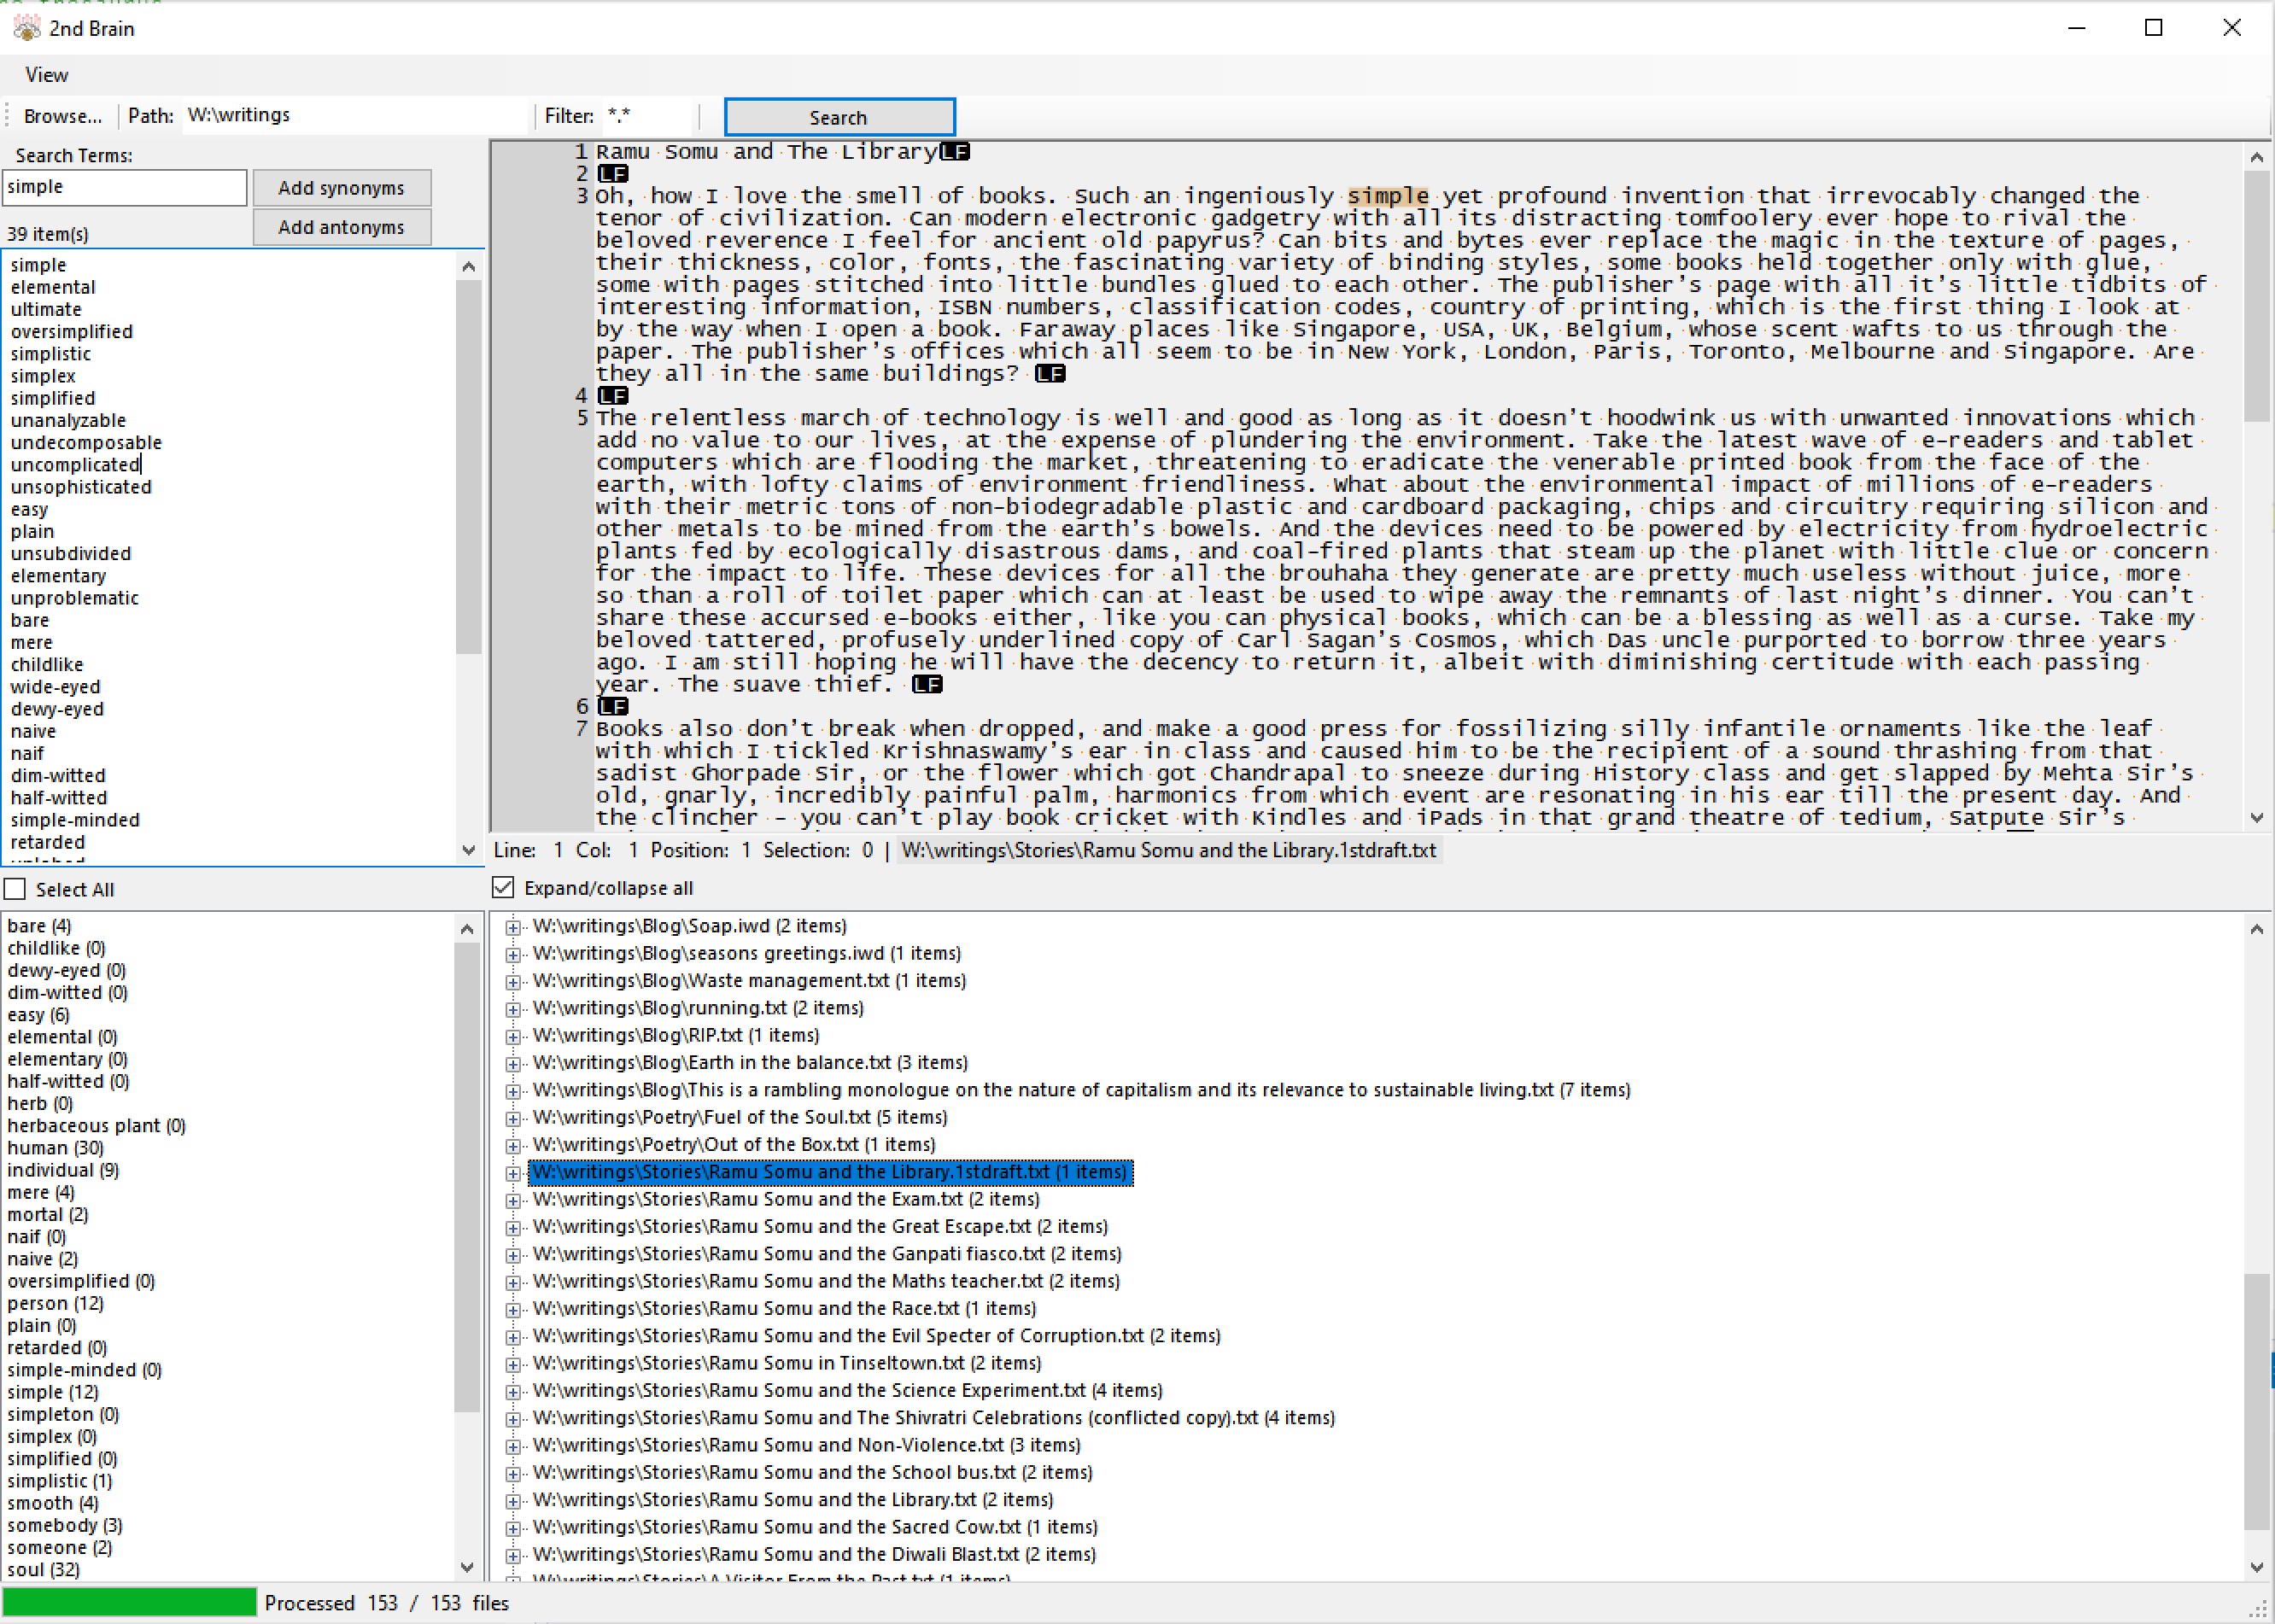 2nd Brain
View
Browse... Path: W:\writings Filter: *.* Search
Search Terms:
simple
Add synonyms
Add antonyms
39 item(s)
simple
elemental
ultimate
oversimplified
simplistic
simplex
simplified
unanalyzable
undecomposable
uncomplicated
unsophisticated
easy
plain
unsubdivided
elementary
unproblematic
bare
mere
childlike
wide-eyed
dewy-eyed
naive
naif
dim-witted
half-witted
simple-minded
retarded
1 Ramu Somu and The Library LF
2 LF
3 Oh, how I love the smell of books. Such an ingeniously simple yet profound invention that irrevocably changed the
tenor of civilization. Can modern electronic gadgetry with all its distracting tomfoolery ever hope to rival the
beloved reverence I feel for ancient old papyrus? Can bits and bytes ever replace the magic in the texture of pages,
their thickness, color, fonts, the fascinating variety of binding styles, some books held together only with glue,
some with pages stitched into little bundles glued to each other. The publisher’s page with all it’s little tidbits of
interesting information, ISBN numbers, classification codes, country of printing, which is the first thing I look at
by the way when I open a book. Faraway places like Singapore, USA, UK, Belgium, whose scent wafts to us through the
paper. The publisher’s offices which all seem to be in New York, London, Paris, Toronto, Melbourne and Singapore. Are
they all in the same buildings? LF
4 LF
5 The relentless march of technology is well and good as long as it doesn’t hoodwink us with unwanted innovations which
add no value to our lives, at the expense of plundering the environment. Take the latest wave of e-readers and tablet
computers which are flooding the market, threatening to eradicate the venerable printed book from the face of the
earth, with lofty claims of environment friendliness. What about the environmental impact of millions of e-readers
with their metric tons of non-biodegradable plastic and cardboard packaging, chips and circuitry requiring silicon and
other metals to be mined from the earth’s bowels. And the devices need to be powered by electricity from hydroelectric
plants fed by ecologically disastrous dams, and coal-fired plants that steam up the planet with little clue or concern
for the impact to life. These devices for all the brouhaha they generate are pretty much useless without juice, more
so than a roll of toilet paper which can at least be used to wipe away the remnants of last night’s dinner. You can’t
share these accursed e-books either, like you can physical books, which can be a blessing as well as a curse. Take my
beloved tattered, profusely underlined copy of Carl Sagan’s Cosmos, which Das uncle purported to borrow three years
ago. I am still hoping he will have the decency to return it, albeit with diminishing certitude with each passing
year. The suave thief. LF
6 LF
7 Books also don’t break when dropped, and make a good press for fossilizing silly infantile ornaments like the leaf
with which I tickled Krishnaswamy’s ear in class and caused him to be the recipient of a sound thrashing from that
sadist Ghorpade Sir, or the flower which got Chandrapal to sneeze during History class and get slapped by Mehta Sir’s
old, gnarly, incredibly painful palm, harmonics from which event are resonating in his ear till the present day. And
the clincher – you can’t play book cricket with Kindles and iPads in that grand theatre of tedium, Satpute Sir’s
Line: 1 Col: 1 Position: 1 Selection: 0 | W:\writings\Stories\Ramu Somu and the Library.1stdraft.txt
Select All
Expand/collapse all
bare (4)
childlike (0)
dewy-eyed (0)
dim-witted (0)
easy (6)
elemental (0)
elementary (0)
half-witted (0)
herb (0)
herbaceous plant (0)
human (30)
individual (9)
mere (4)
mortal (2)
naif (0)
naive (2)
oversimplified (0)
person (12)
plain (0)
retarded (0)
simple-minded (0)
simple (12)
simpleton (0)
simplex (0)
simplified (0)
simplistic (1)
smooth (4)
somebody (3)
someone (2)
soul (32)
W:\writings\Blog\Soap.iwd (2 items)
W:\writings\Blog\seasons greetings.iwd (1 items)
W:\writings\Blog\Waste management.txt (1 items)
W:\writings\Blog\running.txt (2 items)
W:\writings\Blog\RIP.txt (1 items)
W:\writings\Blog\Earth in the balance.txt (3 items)
W:\writings\Blog\This is a rambling monologue on the nature of capitalism and its relevance to sustainable living.txt (7 items)
W:\writings\Poetry\Fuel of the Soul.txt (5 items)
W:\writings\Poetry\Out of the Box.txt (1 items)
W:\writings\Stories\Ramu Somu and the Library.1stdraft.txt (1 items)
W:\writings\Stories\Ramu Somu and the Exam.txt (2 items)
W:\writings\Stories\Ramu Somu and the Great Escape.txt (2 items)
W:\writings\Stories\Ramu Somu and the Ganpati fiasco.txt (2 items)
W:\writings\Stories\Ramu Somu and the Maths teacher.txt (2 items)
W:\writings\Stories\Ramu Somu and the Race.txt (1 items)
W:\writings\Stories\Ramu Somu and the Evil Specter of Corruption.txt (2 items)
W:\writings\Stories\Ramu Somu in Tinseltown.txt (2 items)
W:\writings\Stories\Ramu Somu and the Science Experiment.txt (4 items)
W:\writings\Stories\Ramu Somu and The Shivratri Celebrations (conflicted copy).txt (4 items)
W:\writings\Stories\Ramu Somu and Non-Violence.txt (3 items)
W:\writings\Stories\Ramu Somu and the School bus.txt (2 items)
W:\writings\Stories\Ramu Somu and the Library.txt (2 items)
W:\writings\Stories\Ramu Somu and the Sacred Cow.txt (1 items)
W:\writings\Stories\Ramu Somu and the Diwali Blast.txt (2 items)
W:\writings\Stories\A Visitor From the Past.txt (1 items)
Processed 153 / 153 files